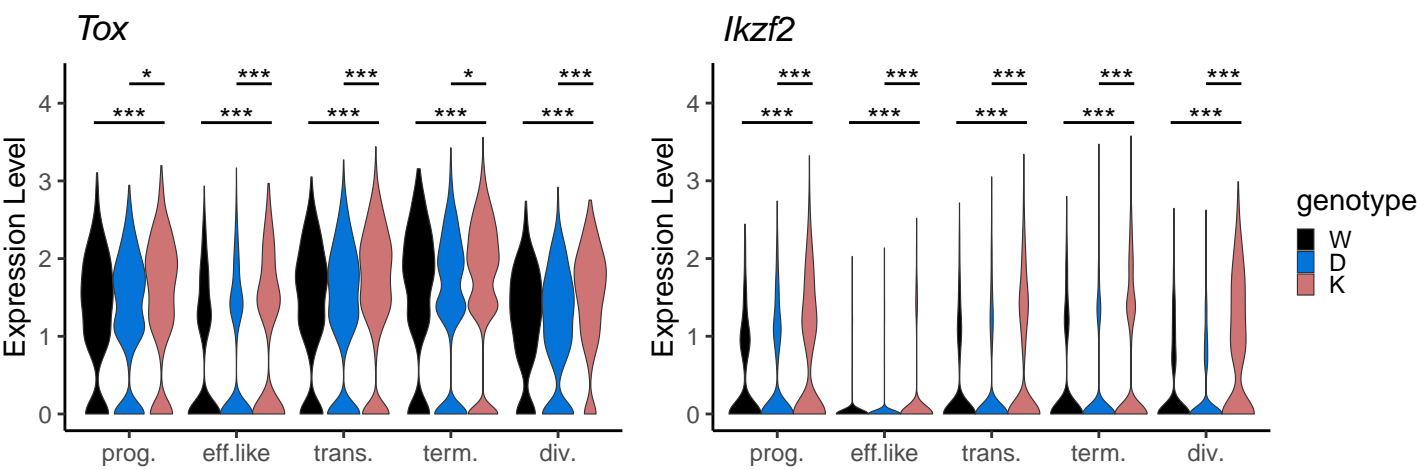 Tox
Expression Level
4
3
2
1
0
* *** *** * ***
*** *** *** *** ***
prog. eff.like trans. term. div.
Ikzf2
Expression Level
4
3
2
1
0
*** *** *** *** ***
*** *** *** *** ***
prog. eff.like trans. term. div.
genotype
W
D
K